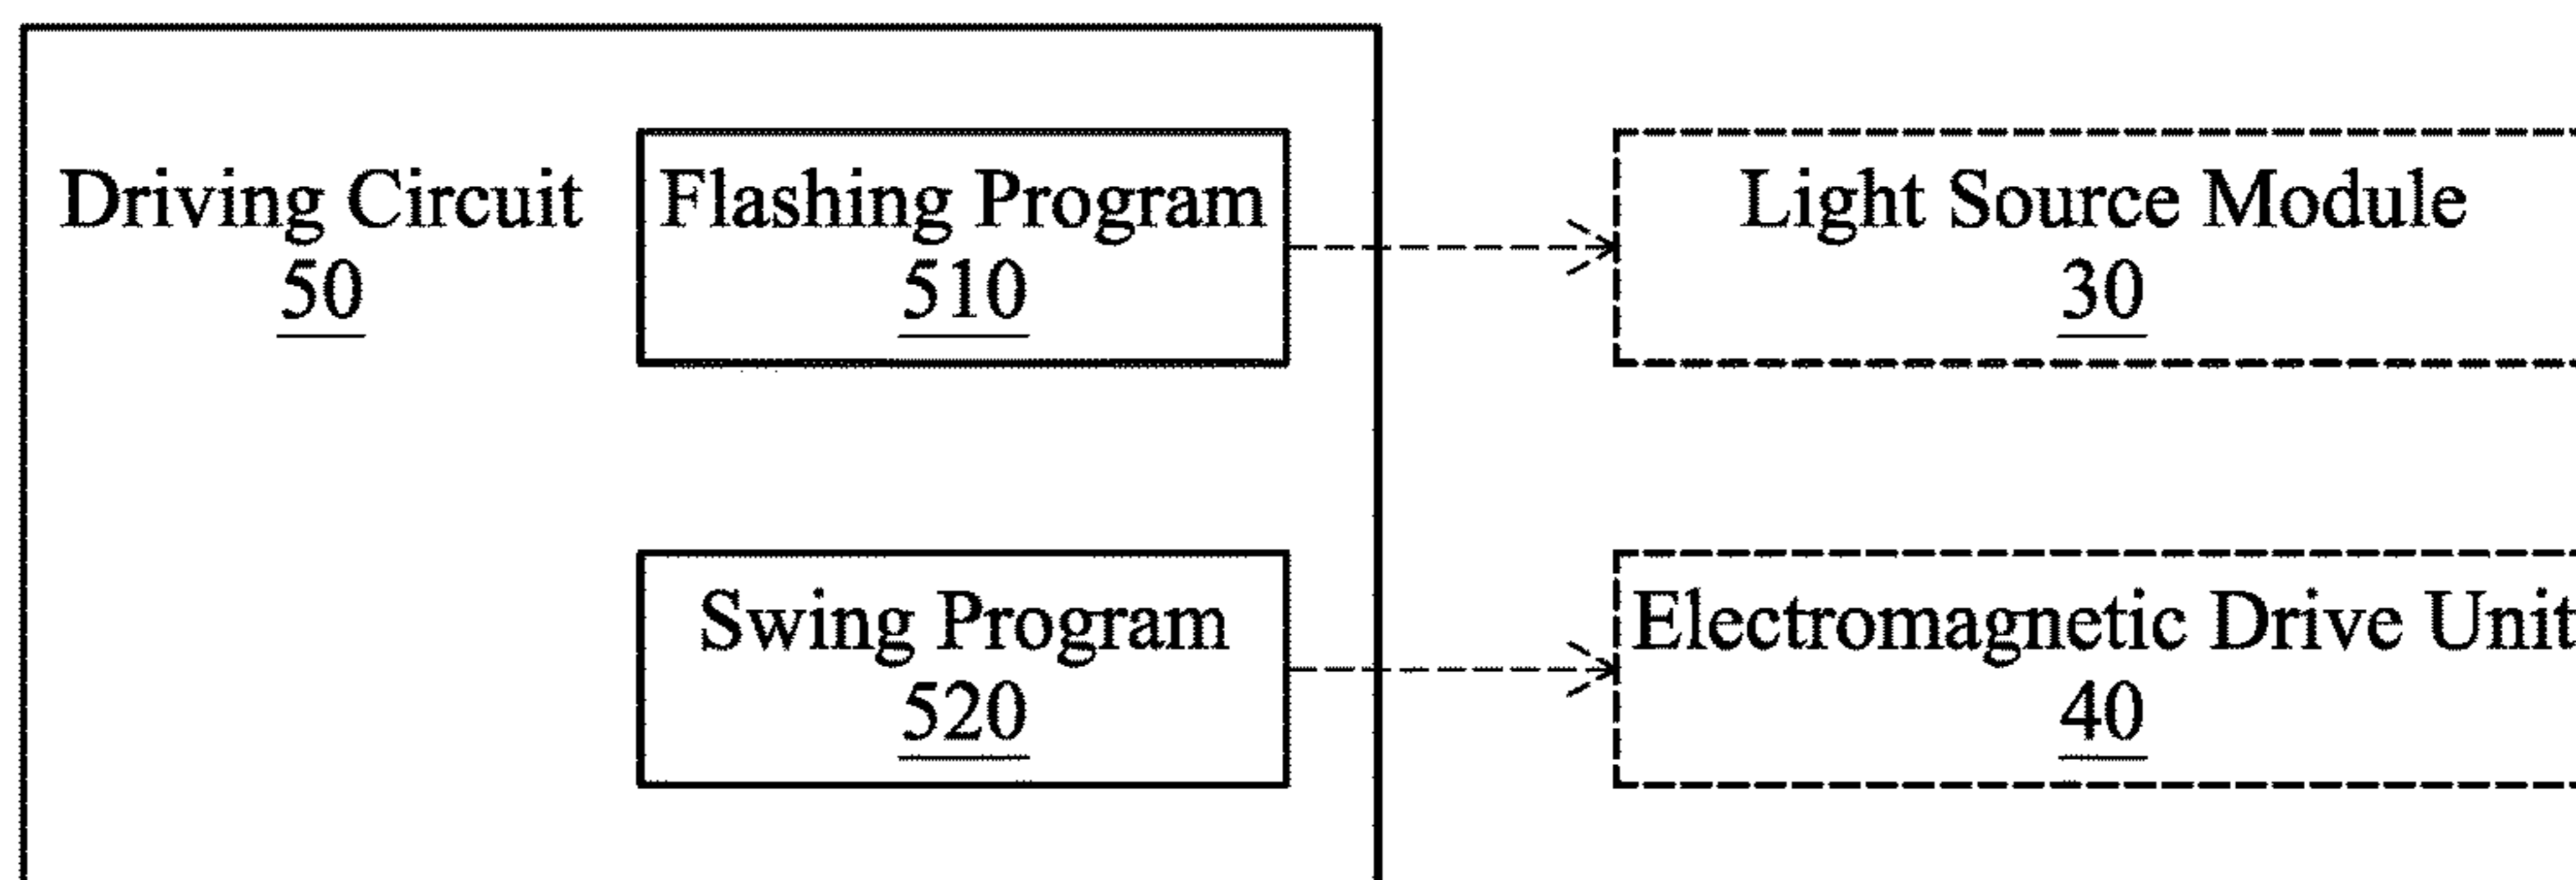 Driving Circuit
50
Flashing Program
510
Light Source Module
30
Swing Program
520
Electromagnetic Drive Unit
40